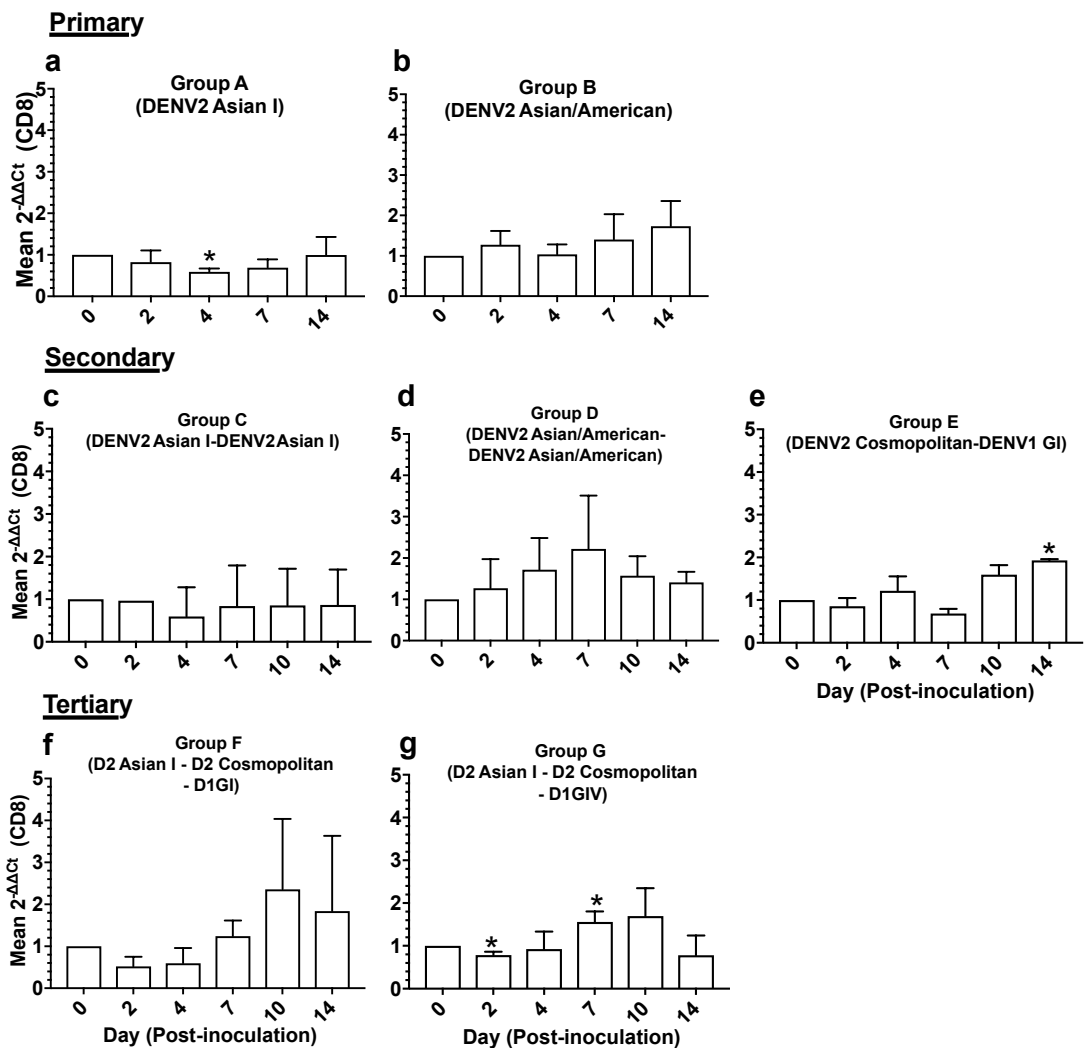 Primary
a
Group A
(DENV2 Asian I)
Mean 2-ΔΔCt (CD8)
5
4
3
2
1
0
0 2 4 7 14
*
b
Group B
(DENV2 Asian/American)
5
4
3
2
1
0
0 2 4 7 14
Secondary
c
Group C
(DENV2 Asian I-DENV2 Asian I)
Mean 2-ΔΔCt (CD8)
5
4
3
2
1
0
0 2 4 7 10 14
d
Group D
(DENV2 Asian/American-
DENV2 Asian/American)
5
4
3
2
1
0
0 2 4 7 10 14
e
Group E
(DENV2 Cosmopolitan-DENV1 GI)
5
4
3
2
1
0
*
0 2 4 7 10 14
Day (Post-inoculation)
Tertiary
f
Group F
(D2 Asian I - D2 Cosmopolitan
- D1GI)
Mean 2-ΔΔCt (CD8)
5
4
3
2
1
0
0 2 4 7 10 14
Day (Post-inoculation)
g
Group G
(D2 Asian I - D2 Cosmopolitan
- D1GIV)
5
4
3
2
1
0
* *
0 2 4 7 10 14
Day (Post-inoculation)